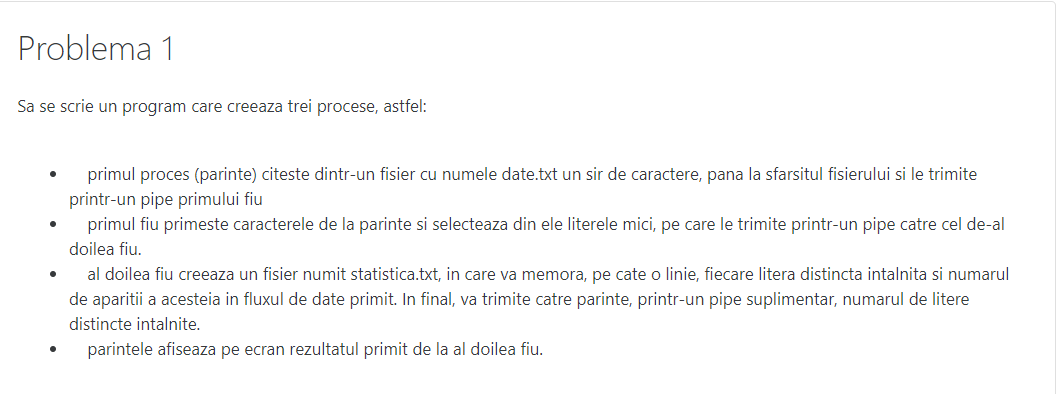 Problema 1
Sa se scrie un program care creeaza trei procese, astfel:
• primul proces (parinte) citeste dintr-un fisier cu numele date.txt un sir de caractere, pana la sfarsitul fisierului si le trimite
printr-un pipe primului fiu
• primul fiu primeste caracterele de la parinte si selecteaza din ele literele mici, pe care le trimite printr-un pipe catre cel de-al
doilea fiu.
• al doilea fiu creeaza un fisier numit statistica.txt, in care va memora, pe cate o linie, fiecare litera distincta intalnita si numarul
de aparitii a acesteia in fluxul de date primit. In final, va trimite catre parinte, printr-un pipe suplimentar, numarul de litere
distincte intalnite.
• parintele afiseaza pe ecran rezultatul primit de la al doilea fiu.